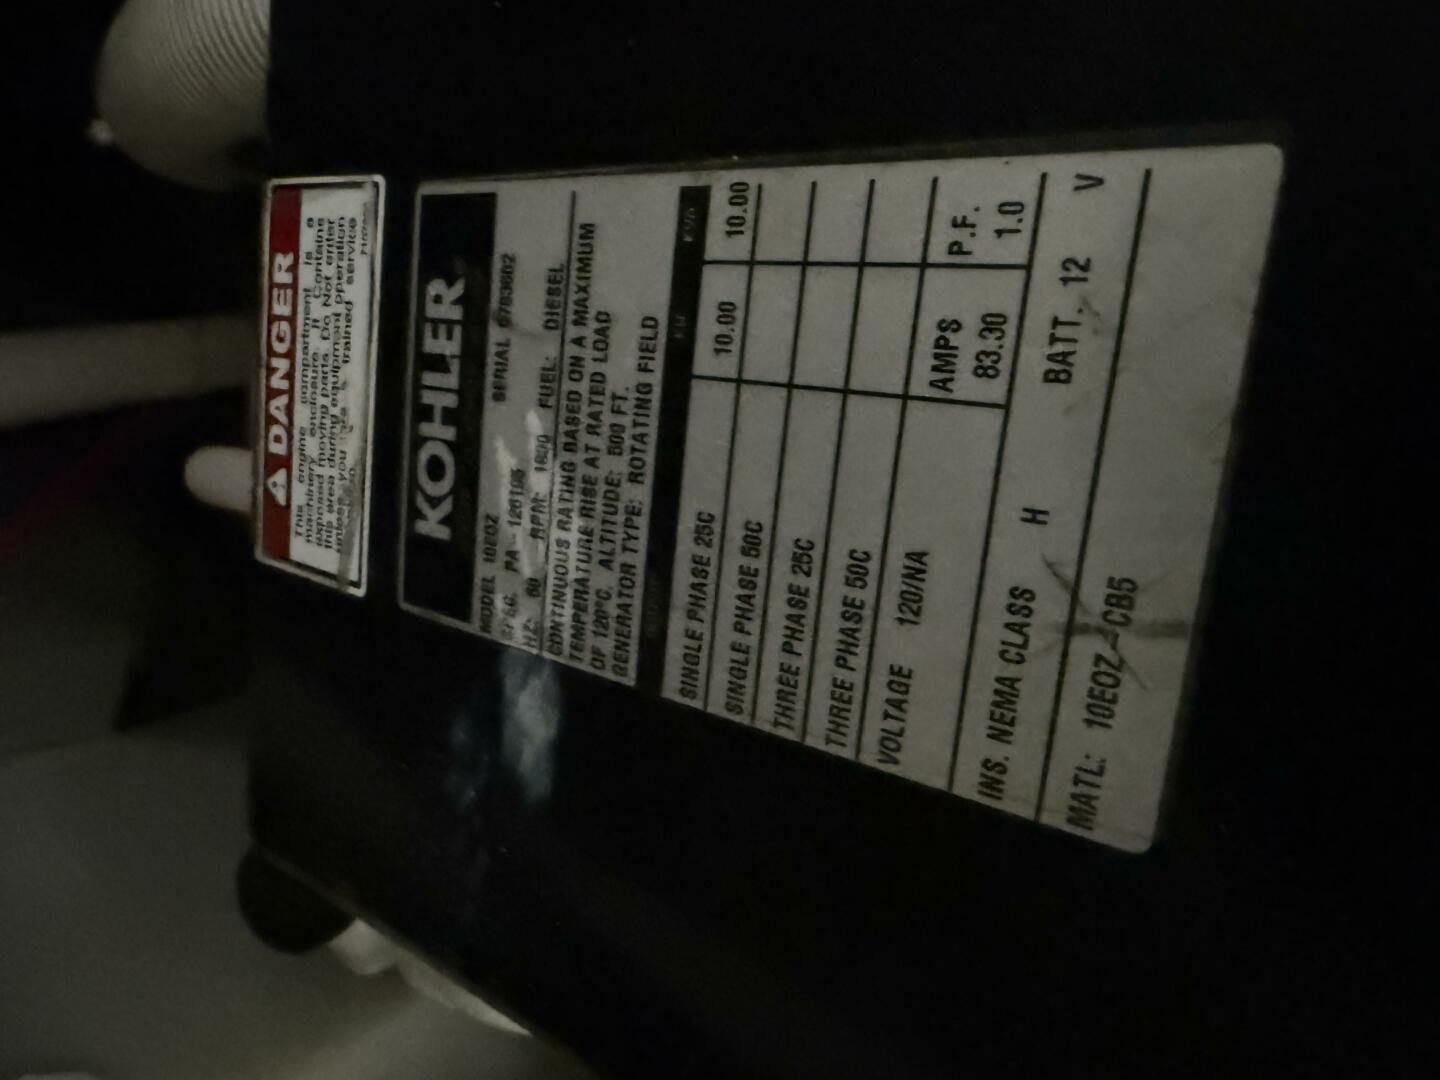 DANGER
This engine compartment is a
machinery enclosure. It Contains
exposed moving parts. Do Not enter
this area during equipment operation
unless you are a trained service
KOHLER
MODEL 10EOZ SERIAL
SPEC. PA-
HZ: 60 RPM: 1800 FUEL: DIESEL
CONTINUOUS RATING BASED ON A MAXIMUM
TEMPERATURE RISE AT RATED LOAD
OF 120°C. ALTITUDE: 500 FT.
GENERATOR TYPE: ROTATING FIELD
KW KVA
SINGLE PHASE 25C 10.00 10.00
SINGLE PHASE 50C
THREE PHASE 25C
THREE PHASE 50C
VOLTAGE 120/NA AMPS P.F.
83.30 1.0
INS. NEMA CLASS H BATT. 12 V
MATL: 10EOZ-CB5